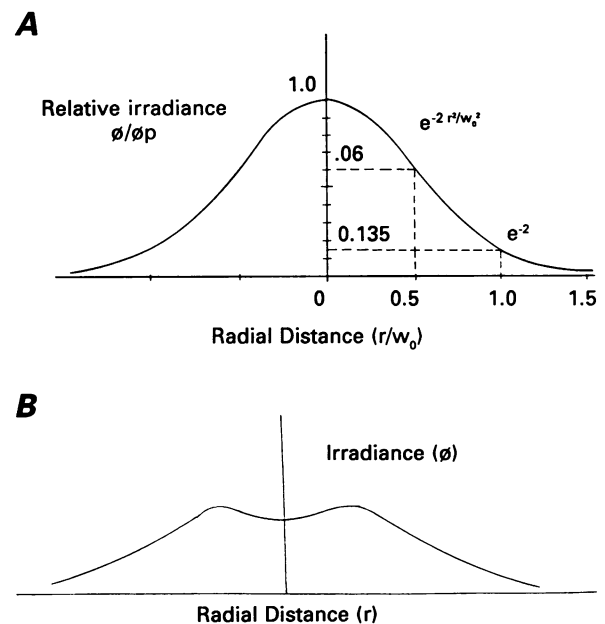 A
1.0
Relative irradiance
ø/øp
e⁻² ʳ²/ʷ₀²
.06
0.135
e⁻²
0 0.5 1.0 1.5
Radial Distance (r/w₀)
B
Irradiance (ø)
Radial Distance (r)